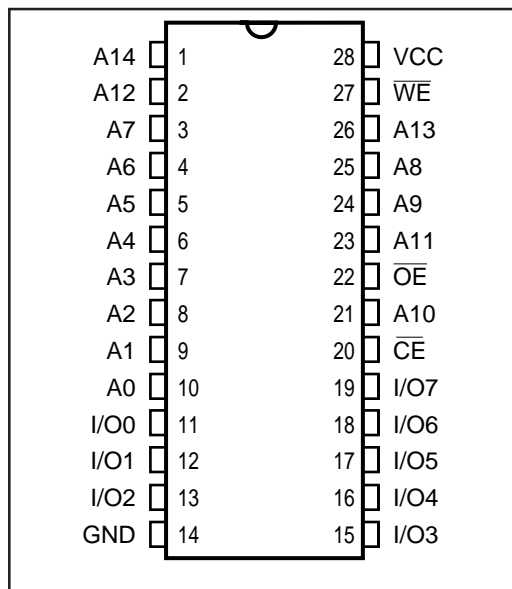 A14 1 28 VCC
A12 2 27 WE
A7 3 26 A13
A6 4 25 A8
A5 5 24 A9
A4 6 23 A11
A3 7 22 OE
A2 8 21 A10
A1 9 20 CE
A0 10 19 I/O7
I/O0 11 18 I/O6
I/O1 12 17 I/O5
I/O2 13 16 I/O4
GND 14 15 I/O3